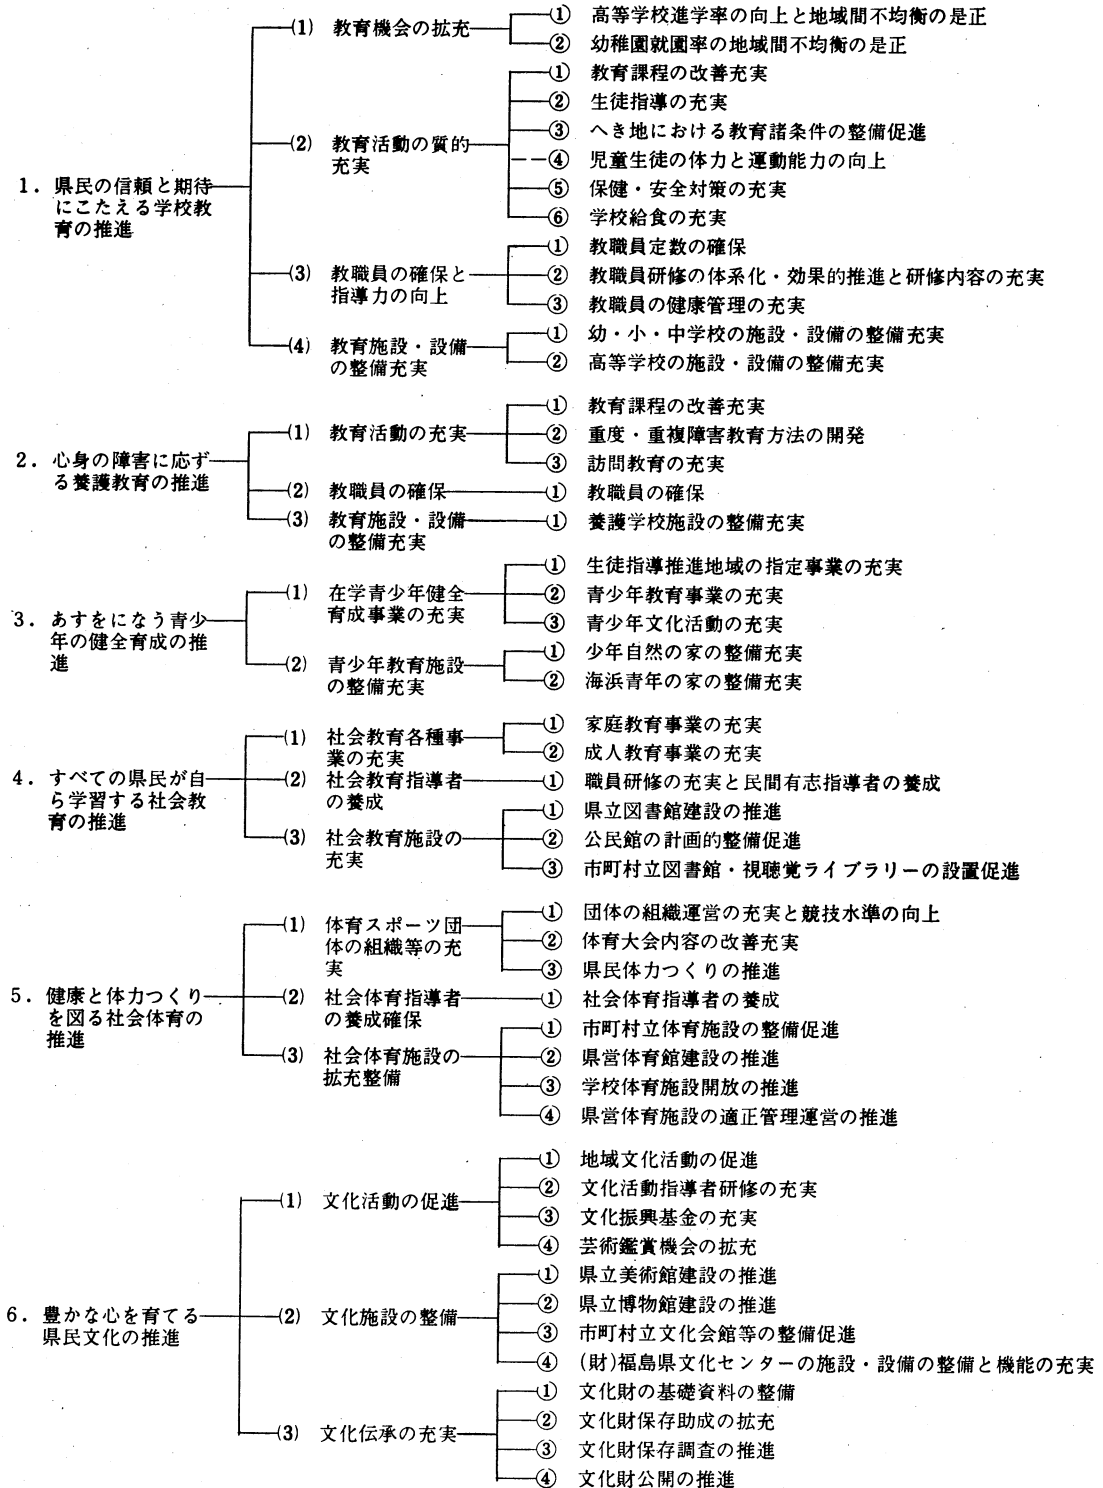 1．県民の信頼と期待
にこたえる学校教
育の推進
(1) 教育機会の拡充
① 高等学校進学率の向上と地域間不均衡の是正
② 幼稚園就園率の地域間不均衡の是正
(2) 教育活動の質的
充実
① 教育課程の改善充実
② 生徒指導の充実
③ へき地における教育諸条件の整備促進
④ 児童生徒の体力と運動能力の向上
⑤ 保健・安全対策の充実
⑥ 学校給食の充実
(3) 教職員の確保と
指導力の向上
① 教職員定数の確保
② 教職員研修の体系化・効果的推進と研修内容の充実
③ 教職員の健康管理の充実
(4) 教育施設・設備
の整備充実
① 幼・小・中学校の施設・設備の整備充実
② 高等学校の施設・設備の整備充実
2．心身の障害に応ず
る養護教育の推進
(1) 教育活動の充実
① 教育課程の改善充実
② 重度・重複障害教育方法の開発
③ 訪問教育の充実
(2) 教職員の確保
① 教職員の確保
(3) 教育施設・設備
の整備充実
① 養護学校施設の整備充実
3．あすをになう青少
年の健全育成の推
進
(1) 在学青少年健全
育成事業の充実
① 生徒指導推進地域の指定事業の充実
② 青少年教育事業の充実
③ 青少年文化活動の充実
(2) 青少年教育施設
の整備充実
① 少年自然の家の整備充実
② 海浜青年の家の整備充実
4．すべての県民が自
ら学習する社会教
育の推進
(1) 社会教育各種事
業の充実
① 家庭教育事業の充実
② 成人教育事業の充実
(2) 社会教育指導者
の養成
① 職員研修の充実と民間有志指導者の養成
(3) 社会教育施設の
充実
① 県立図書館建設の推進
② 公民館の計画的整備促進
③ 市町村立図書館・視聴覚ライブラリーの設置促進
5．健康と体力つくり
を図る社会体育の
推進
(1) 体育スポーツ団
体の組織等の充
実
① 団体の組織運営の充実と競技水準の向上
② 体育大会内容の改善充実
③ 県民体力つくりの推進
(2) 社会体育指導者
の養成確保
① 社会体育指導者の養成
(3) 社会体育施設の
拡充整備
① 市町村立体育施設の整備促進
② 県営体育館建設の推進
③ 学校体育施設開放の推進
④ 県営体育施設の適正管理運営の推進
6．豊かな心を育てる
県民文化の推進
(1) 文化活動の促進
① 地域文化活動の促進
② 文化活動指導者研修の充実
③ 文化振興基金の充実
④ 芸術鑑賞機会の拡充
(2) 文化施設の整備
① 県立美術館建設の推進
② 県立博物館建設の推進
③ 市町村立文化会館等の整備促進
④ (財)福島県文化センターの施設・設備の整備と機能の充実
(3) 文化伝承の充実
① 文化財の基礎資料の整備
② 文化財保存助成の拡充
③ 文化財保存調査の推進
④ 文化財公開の推進